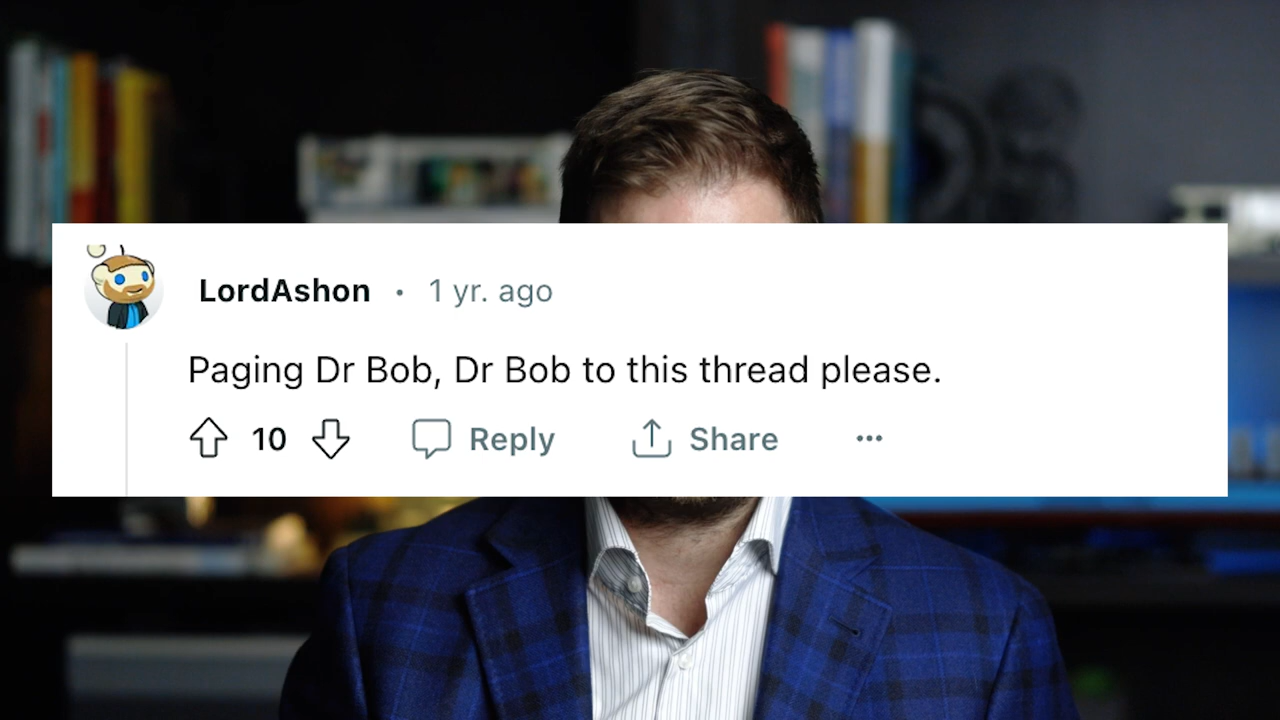 LordAshon • 1 yr. ago
Paging Dr Bob, Dr Bob to this thread please.
10 Reply Share •••